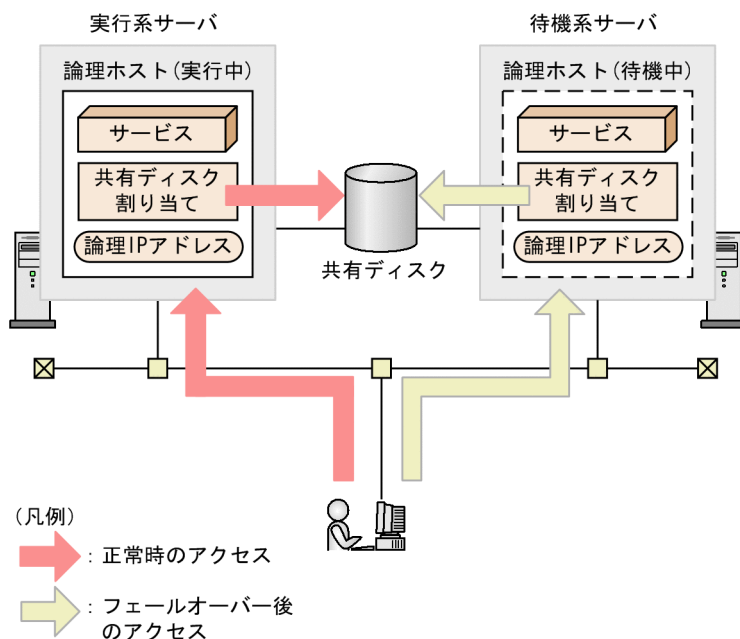 実行系サーバ
待機系サーバ
論理ホスト(実行中)
サービス
共有ディスク
割り当て
論理IPアドレス
共有ディスク
論理ホスト(待機中)
サービス
共有ディスク
割り当て
論理IPアドレス
(凡例)
:正常時のアクセス
:フェールオーバー後
のアクセス